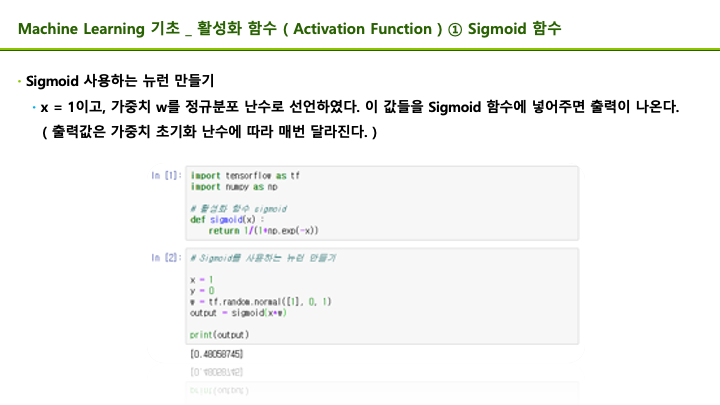 Machine Learning 기초 _ 활성화 함수 ( Activation Function ) ① Sigmoid 함수
· Sigmoid 사용하는 뉴런 만들기
· x = 1이고, 가중치 w를 정규분포 난수로 선언하였다. 이 값들을 Sigmoid 함수에 넣어주면 출력이 나온다.
( 출력값은 가중치 초기화 난수에 따라 매번 달라진다. )
In [1]: import tensorflow as tf
import numpy as np
# 활성화 함수 sigmoid
def sigmoid(x) :
return 1/(1+np.exp(-x))
In [2]: # Sigmoid를 사용하는 뉴런 만들기
x = 1
y = 0
w = tf.random.normal([1], 0, 1)
output = sigmoid(x*w)
print(output)
[0.48058745]